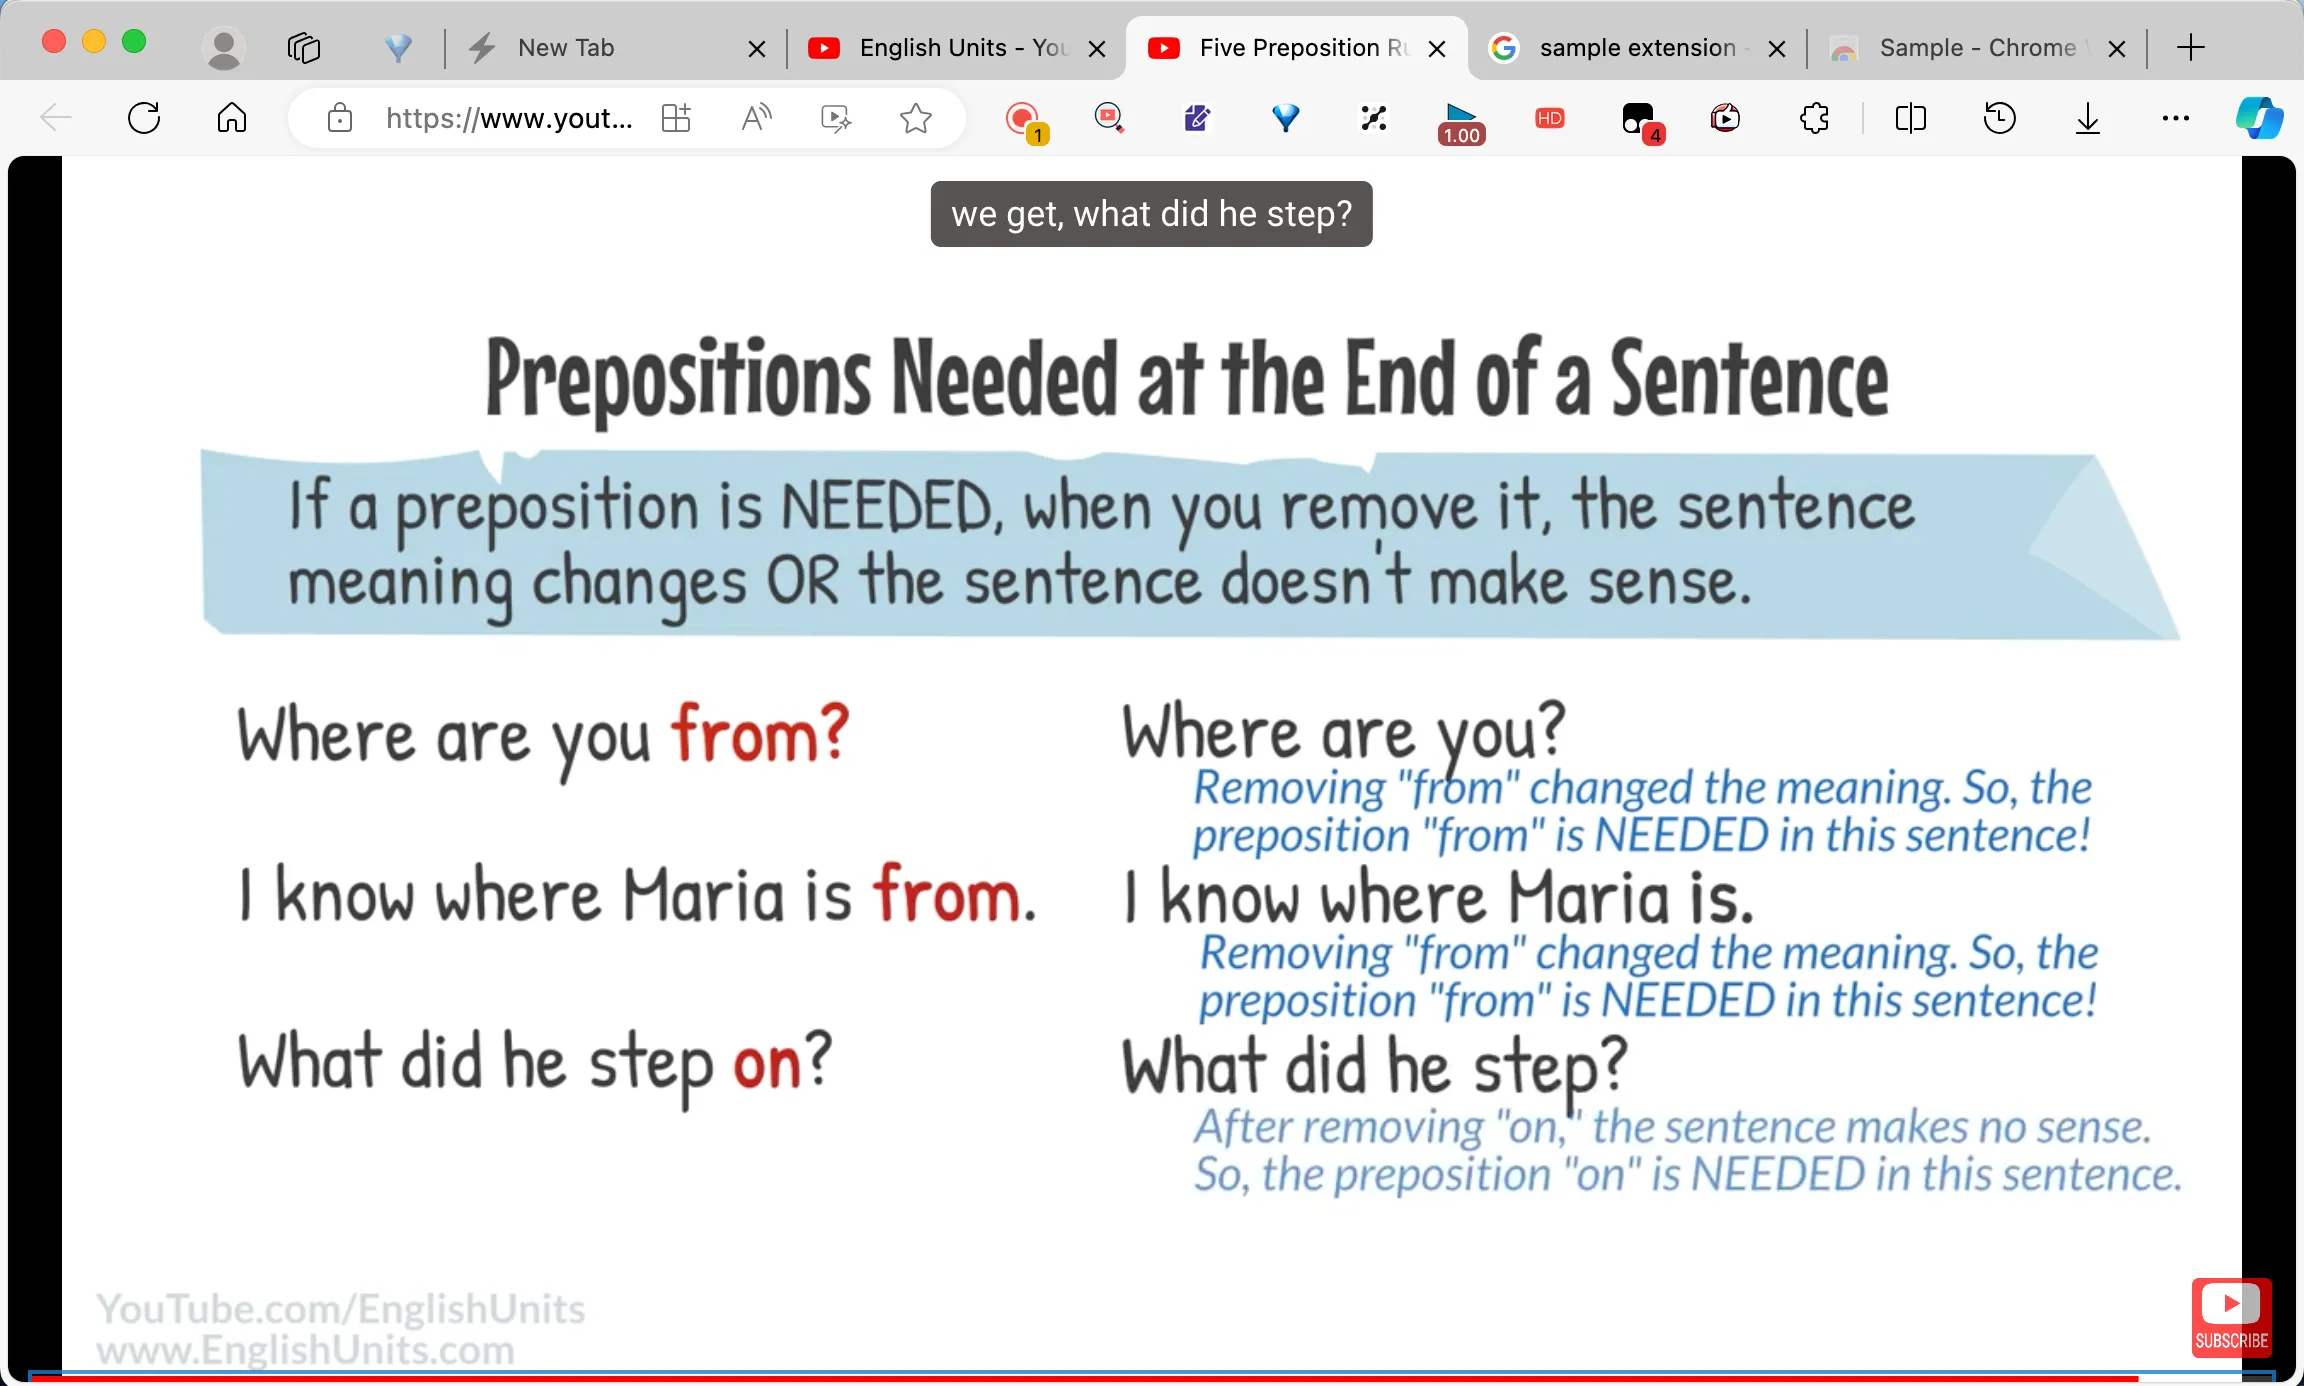 New Tab
English Units - You
Five Preposition Ru
sample extension -
Sample - Chrome
https://www.yout...
1
1.00
HD
4
we get, what did he step?
Prepositions Needed at the End of a Sentence
If a preposition is NEEDED, when you remove it, the sentence
meaning changes OR the sentence doesn't make sense.
Where are you from?
Where are you?
Removing "from" changed the meaning. So, the
preposition "from" is NEEDED in this sentence!
I know where Maria is from.
I know where Maria is.
Removing "from" changed the meaning. So, the
preposition "from" is NEEDED in this sentence!
What did he step on?
What did he step?
After removing "on," the sentence makes no sense.
So, the preposition "on" is NEEDED in this sentence.
YouTube.com/EnglishUnits
www.EnglishUnits.com
SUBSCRIBE